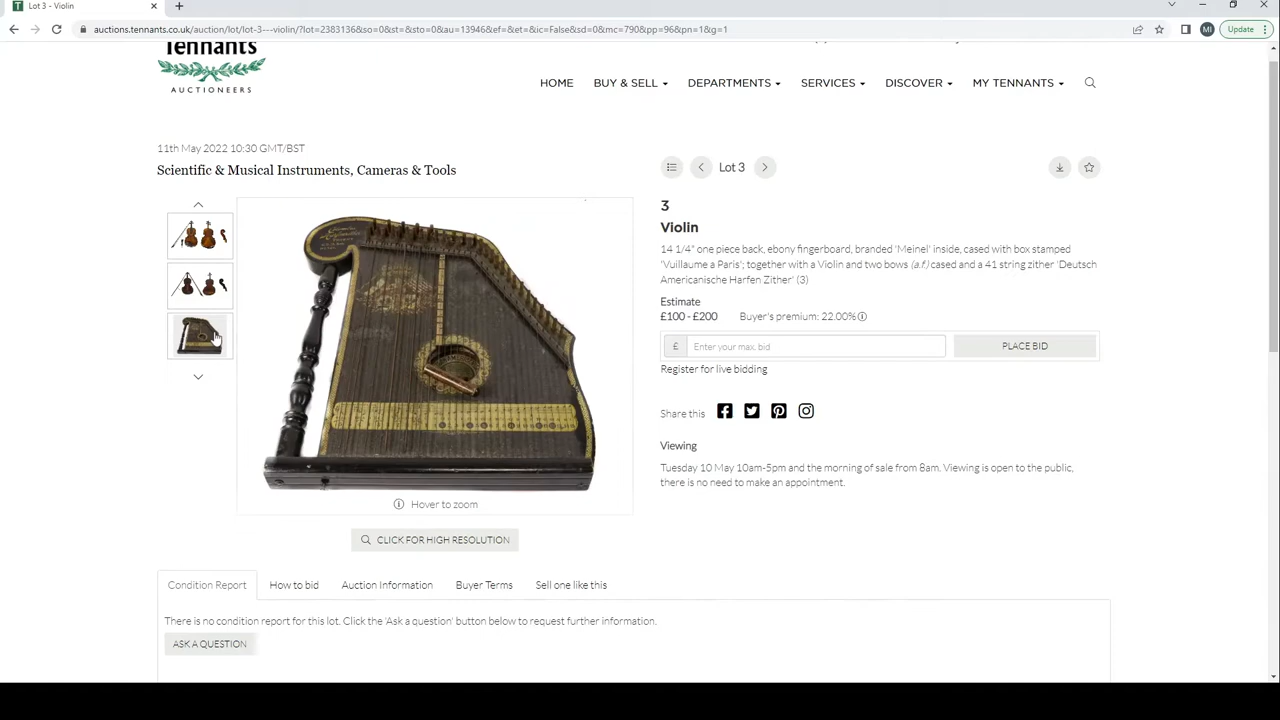 Lot 3 - Violin
auctions.tennants.co.uk/auction/lot/lot-3---violin/?lot=2383136&so=0&st=&sto=0&au=13946&ef=&et=&ic=False&sd=0&mc=790&pp=96&pn=1&g=1
MI
Update
Tennants
AUCTIONEERS
HOME
BUY & SELL
DEPARTMENTS
SERVICES
DISCOVER
MY TENNANTS
11th May 2022 10:30 GMT/BST
Scientific & Musical Instruments, Cameras & Tools
Lot 3
3
Violin
14 1/4" one piece back, ebony fingerboard, branded 'Meinel' inside, cased with box stamped
'Vuillaume a Paris'; together with a Violin and two bows (a.f.) cased and a 41 string zither 'Deutsch
Americanische Harfen Zither' (3)
Estimate
£100 - £200
Buyer's premium: 22.00%
£
Enter your max. bid
PLACE BID
Register for live bidding
Share this
Viewing
Tuesday 10 May 10am-5pm and the morning of sale from 8am. Viewing is open to the public,
there is no need to make an appointment.
Hover to zoom
CLICK FOR HIGH RESOLUTION
Condition Report
How to bid
Auction Information
Buyer Terms
Sell one like this
There is no condition report for this lot. Click the 'Ask a question' button below to request further information.
ASK A QUESTION